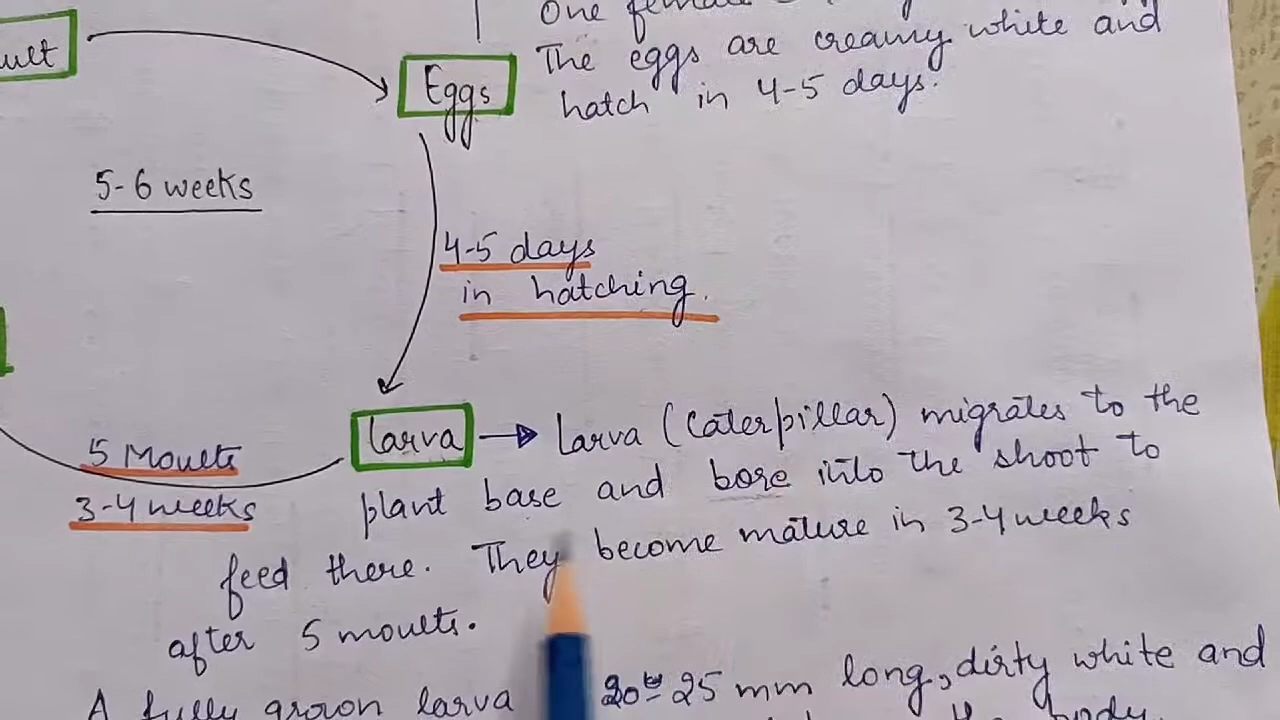 One female
The eggs are creamy white and
hatch in 4-5 days.
Eggs
5-6 weeks
4-5 days
in hatching.
larva → Larva (Caterpillar) migrates to the
plant base and bore into the shoot to
feed there. They become mature in 3-4 weeks
after 5 moults.
5 Moults
3-4 weeks
A fully grown larva 20 to 25 mm long, dirty white and
body.